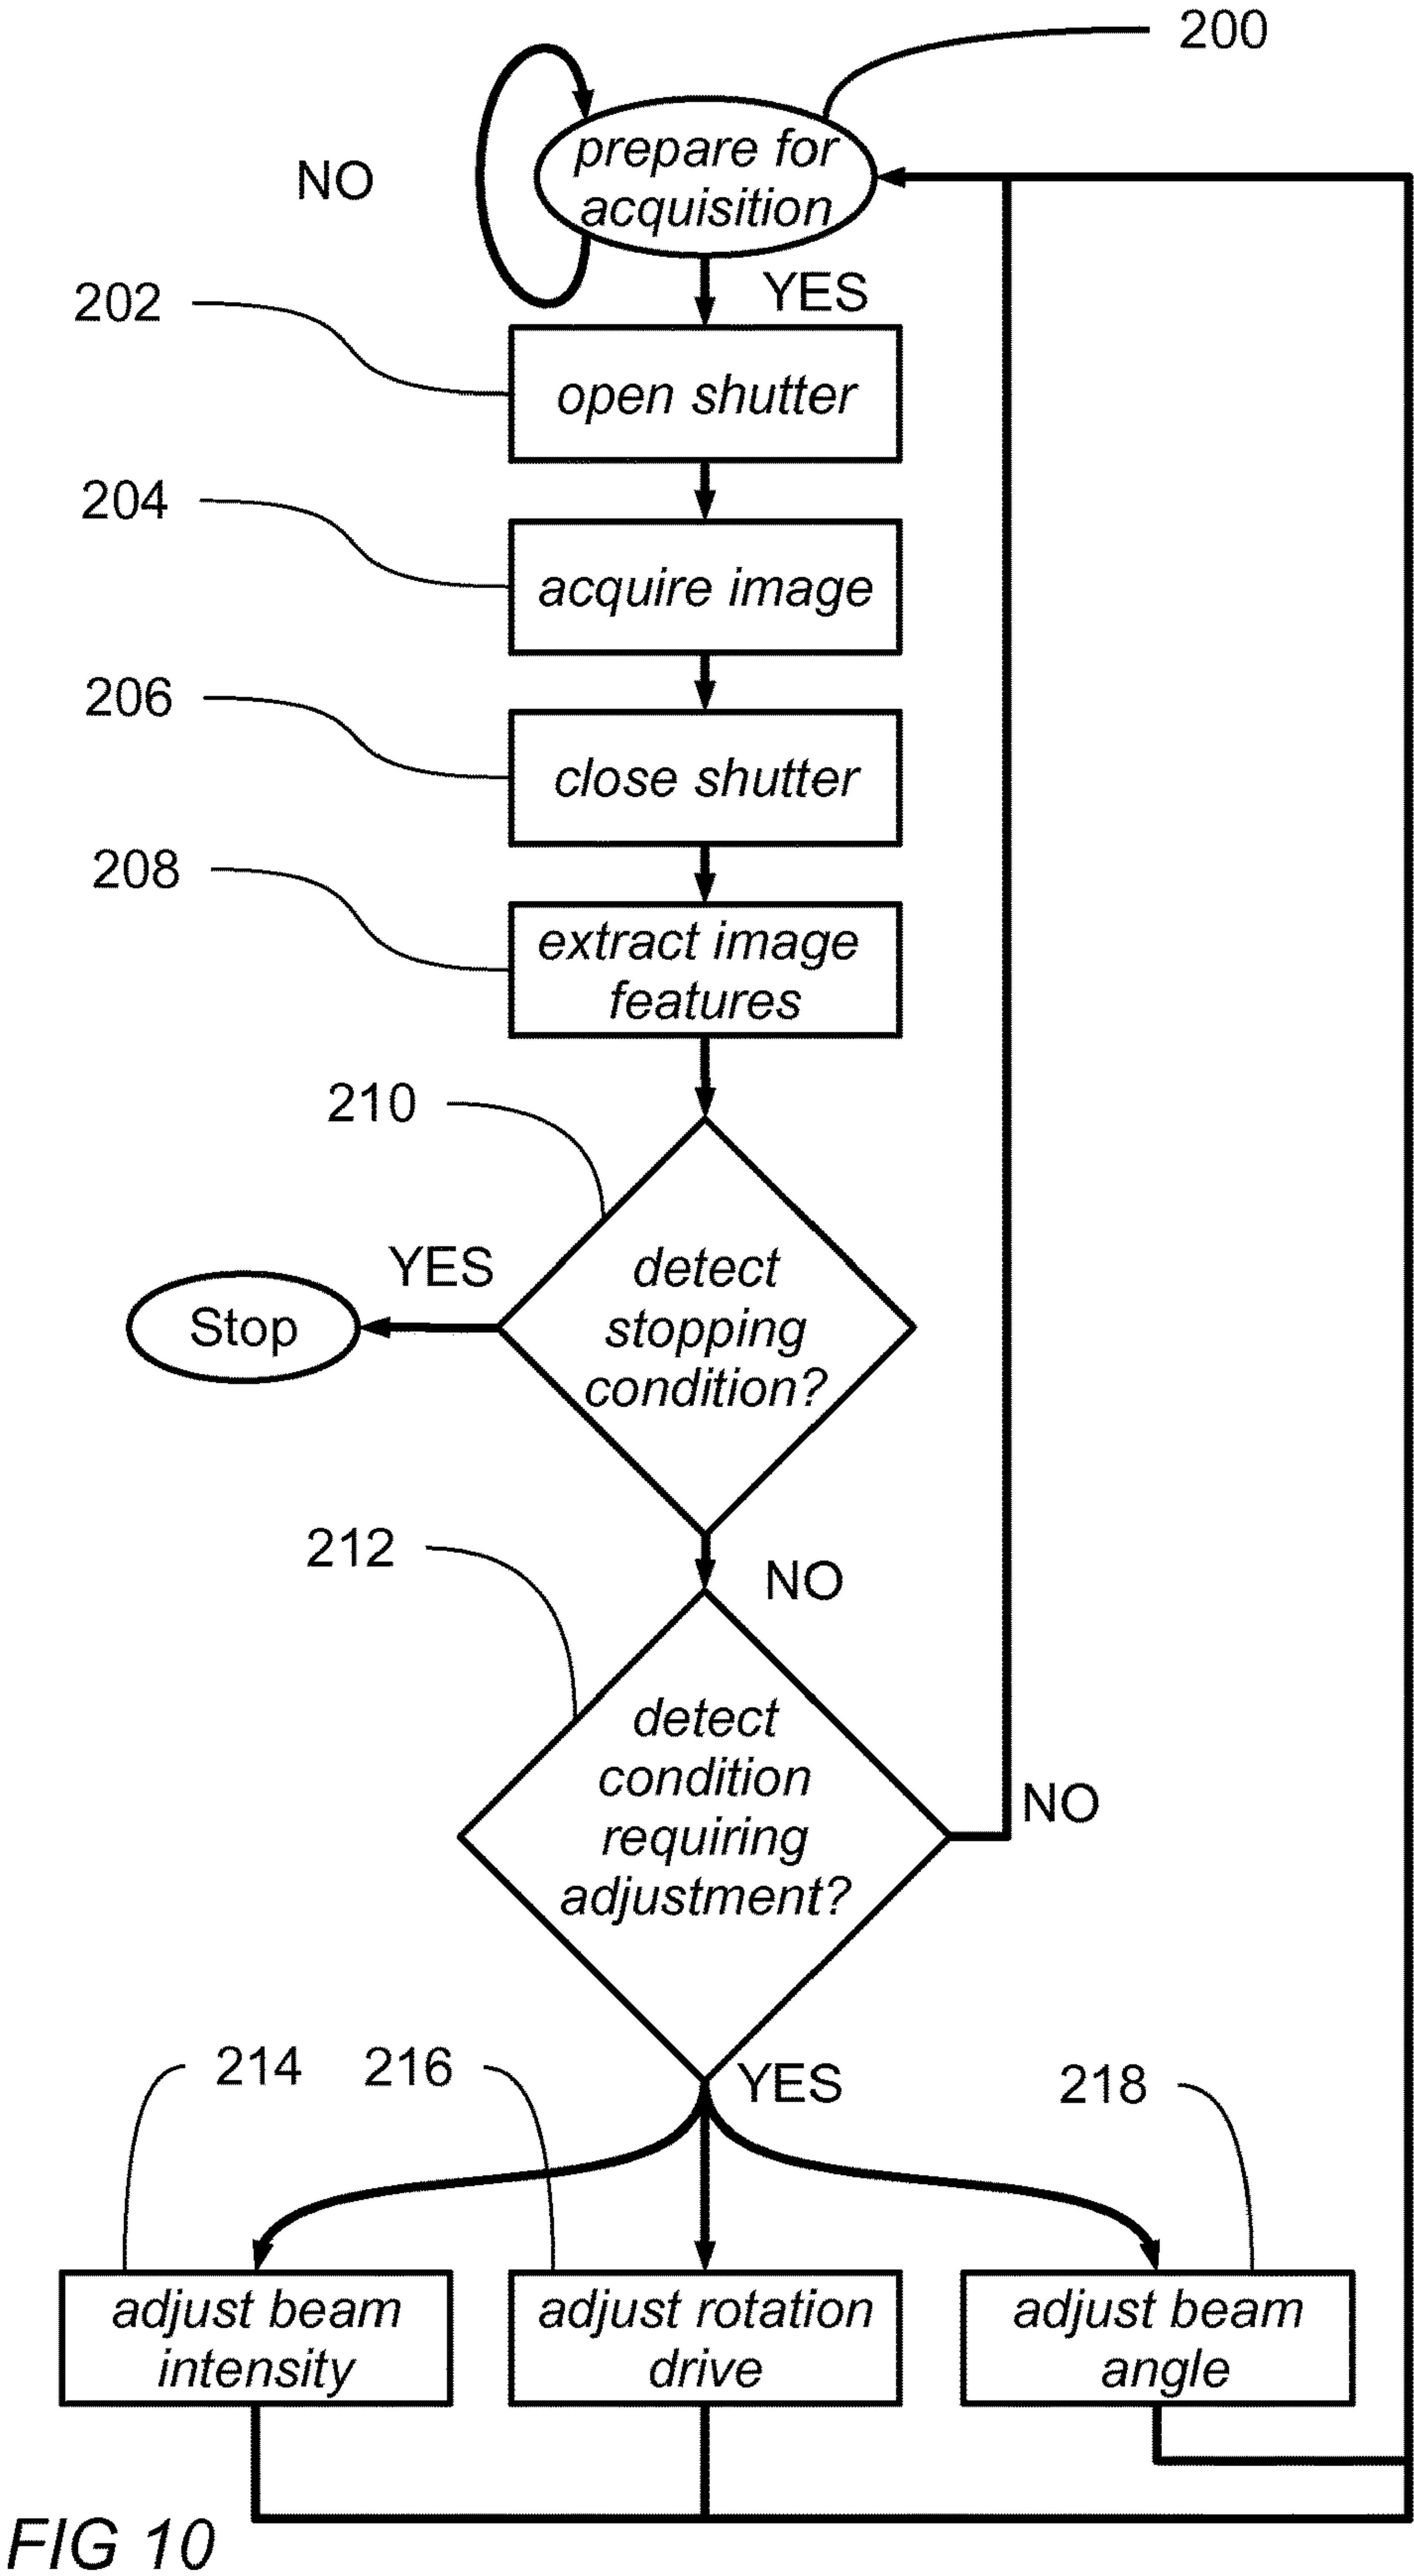 200
prepare for
acquisition
NO
YES
202
open shutter
204
acquire image
206
close shutter
208
extract image
features
210
YES
detect
stopping
condition?
Stop
212
NO
detect
condition
requiring
adjustment?
NO
YES
214
216
218
adjust beam
intensity
adjust rotation
drive
adjust beam
angle
FIG 10